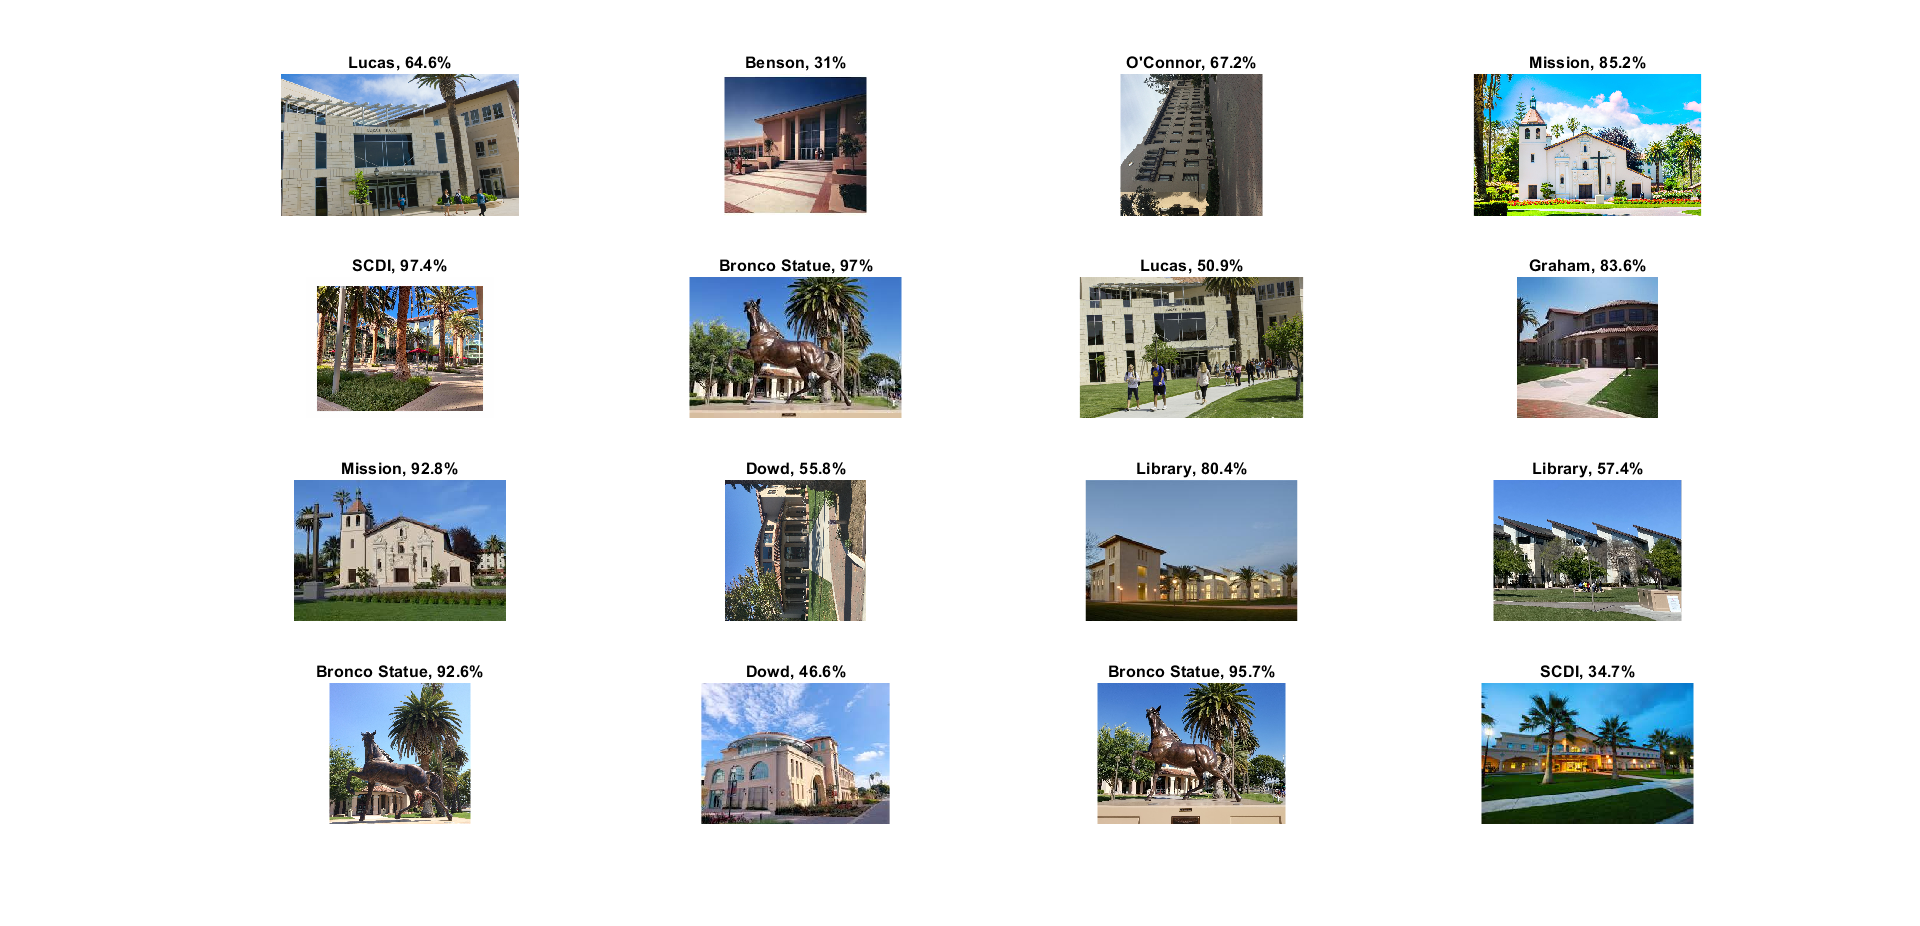 Lucas, 64.6%
Benson, 31%
O'Connor, 67.2%
Mission, 85.2%
SCDI, 97.4%
Bronco Statue, 97%
Lucas, 50.9%
Graham, 83.6%
Mission, 92.8%
Dowd, 55.8%
Library, 80.4%
Library, 57.4%
Bronco Statue, 92.6%
Dowd, 46.6%
Bronco Statue, 95.7%
SCDI, 34.7%